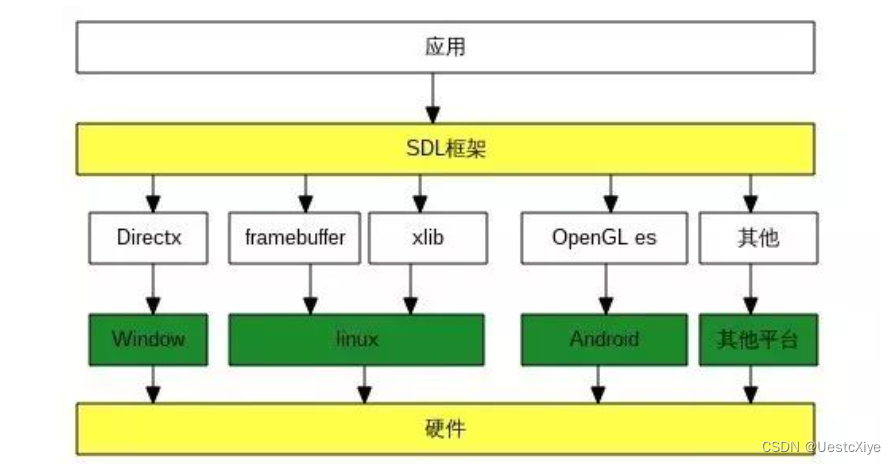 应用
SDL框架
Directx
framebuffer
xlib
OpenGL es
其他
Window
linux
Android
其他平台
硬件
CSDN @UestcXiye